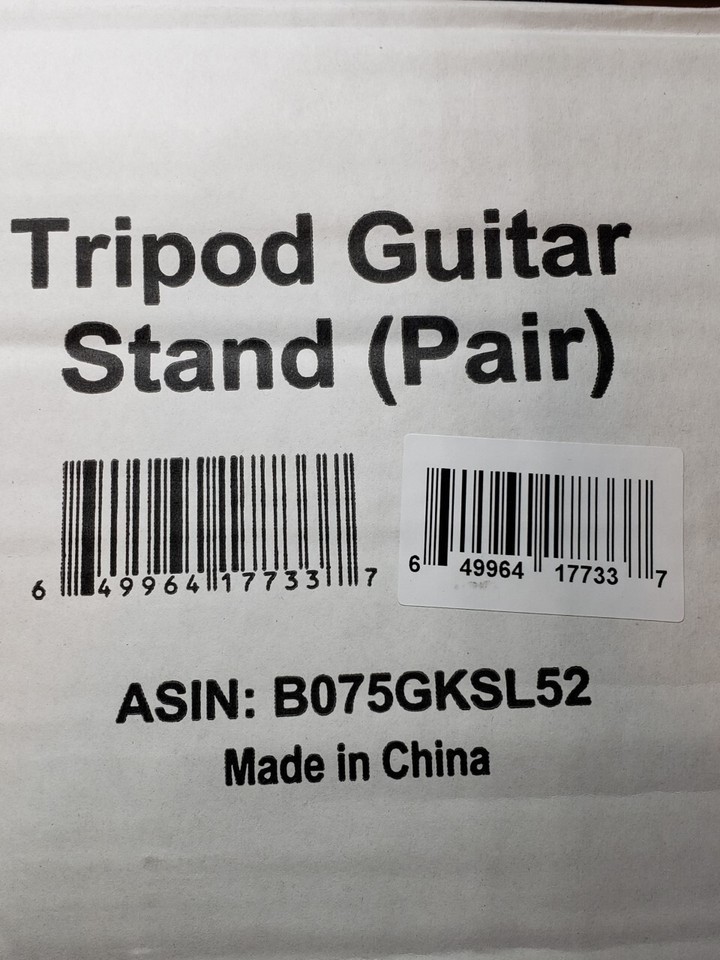 Tripod Guitar
Stand (Pair)
6 49964 17733 7
6 49964 17733 7
ASIN: B075GKSL52
Made in China